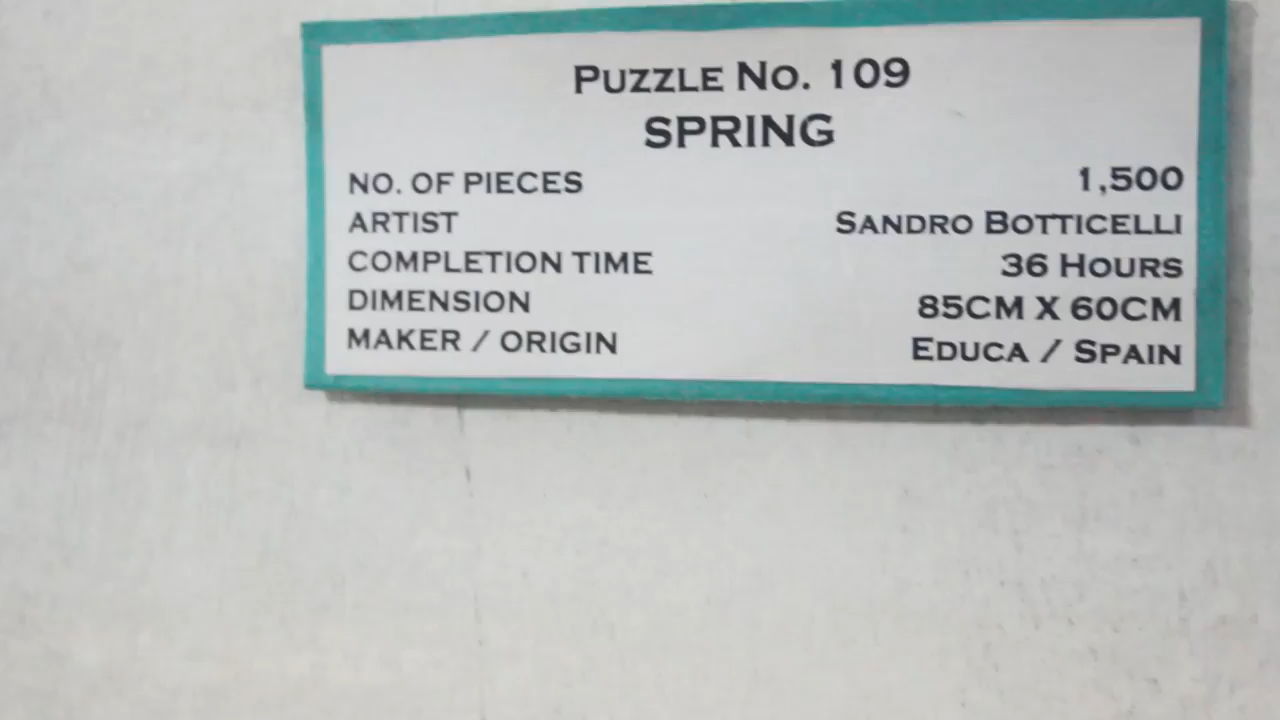 PUZZLE NO. 109
SPRING
NO. OF PIECES 1,500
ARTIST SANDRO BOTTICELLI
COMPLETION TIME 36 HOURS
DIMENSION 85CM X 60CM
MAKER / ORIGIN EDUCA / SPAIN